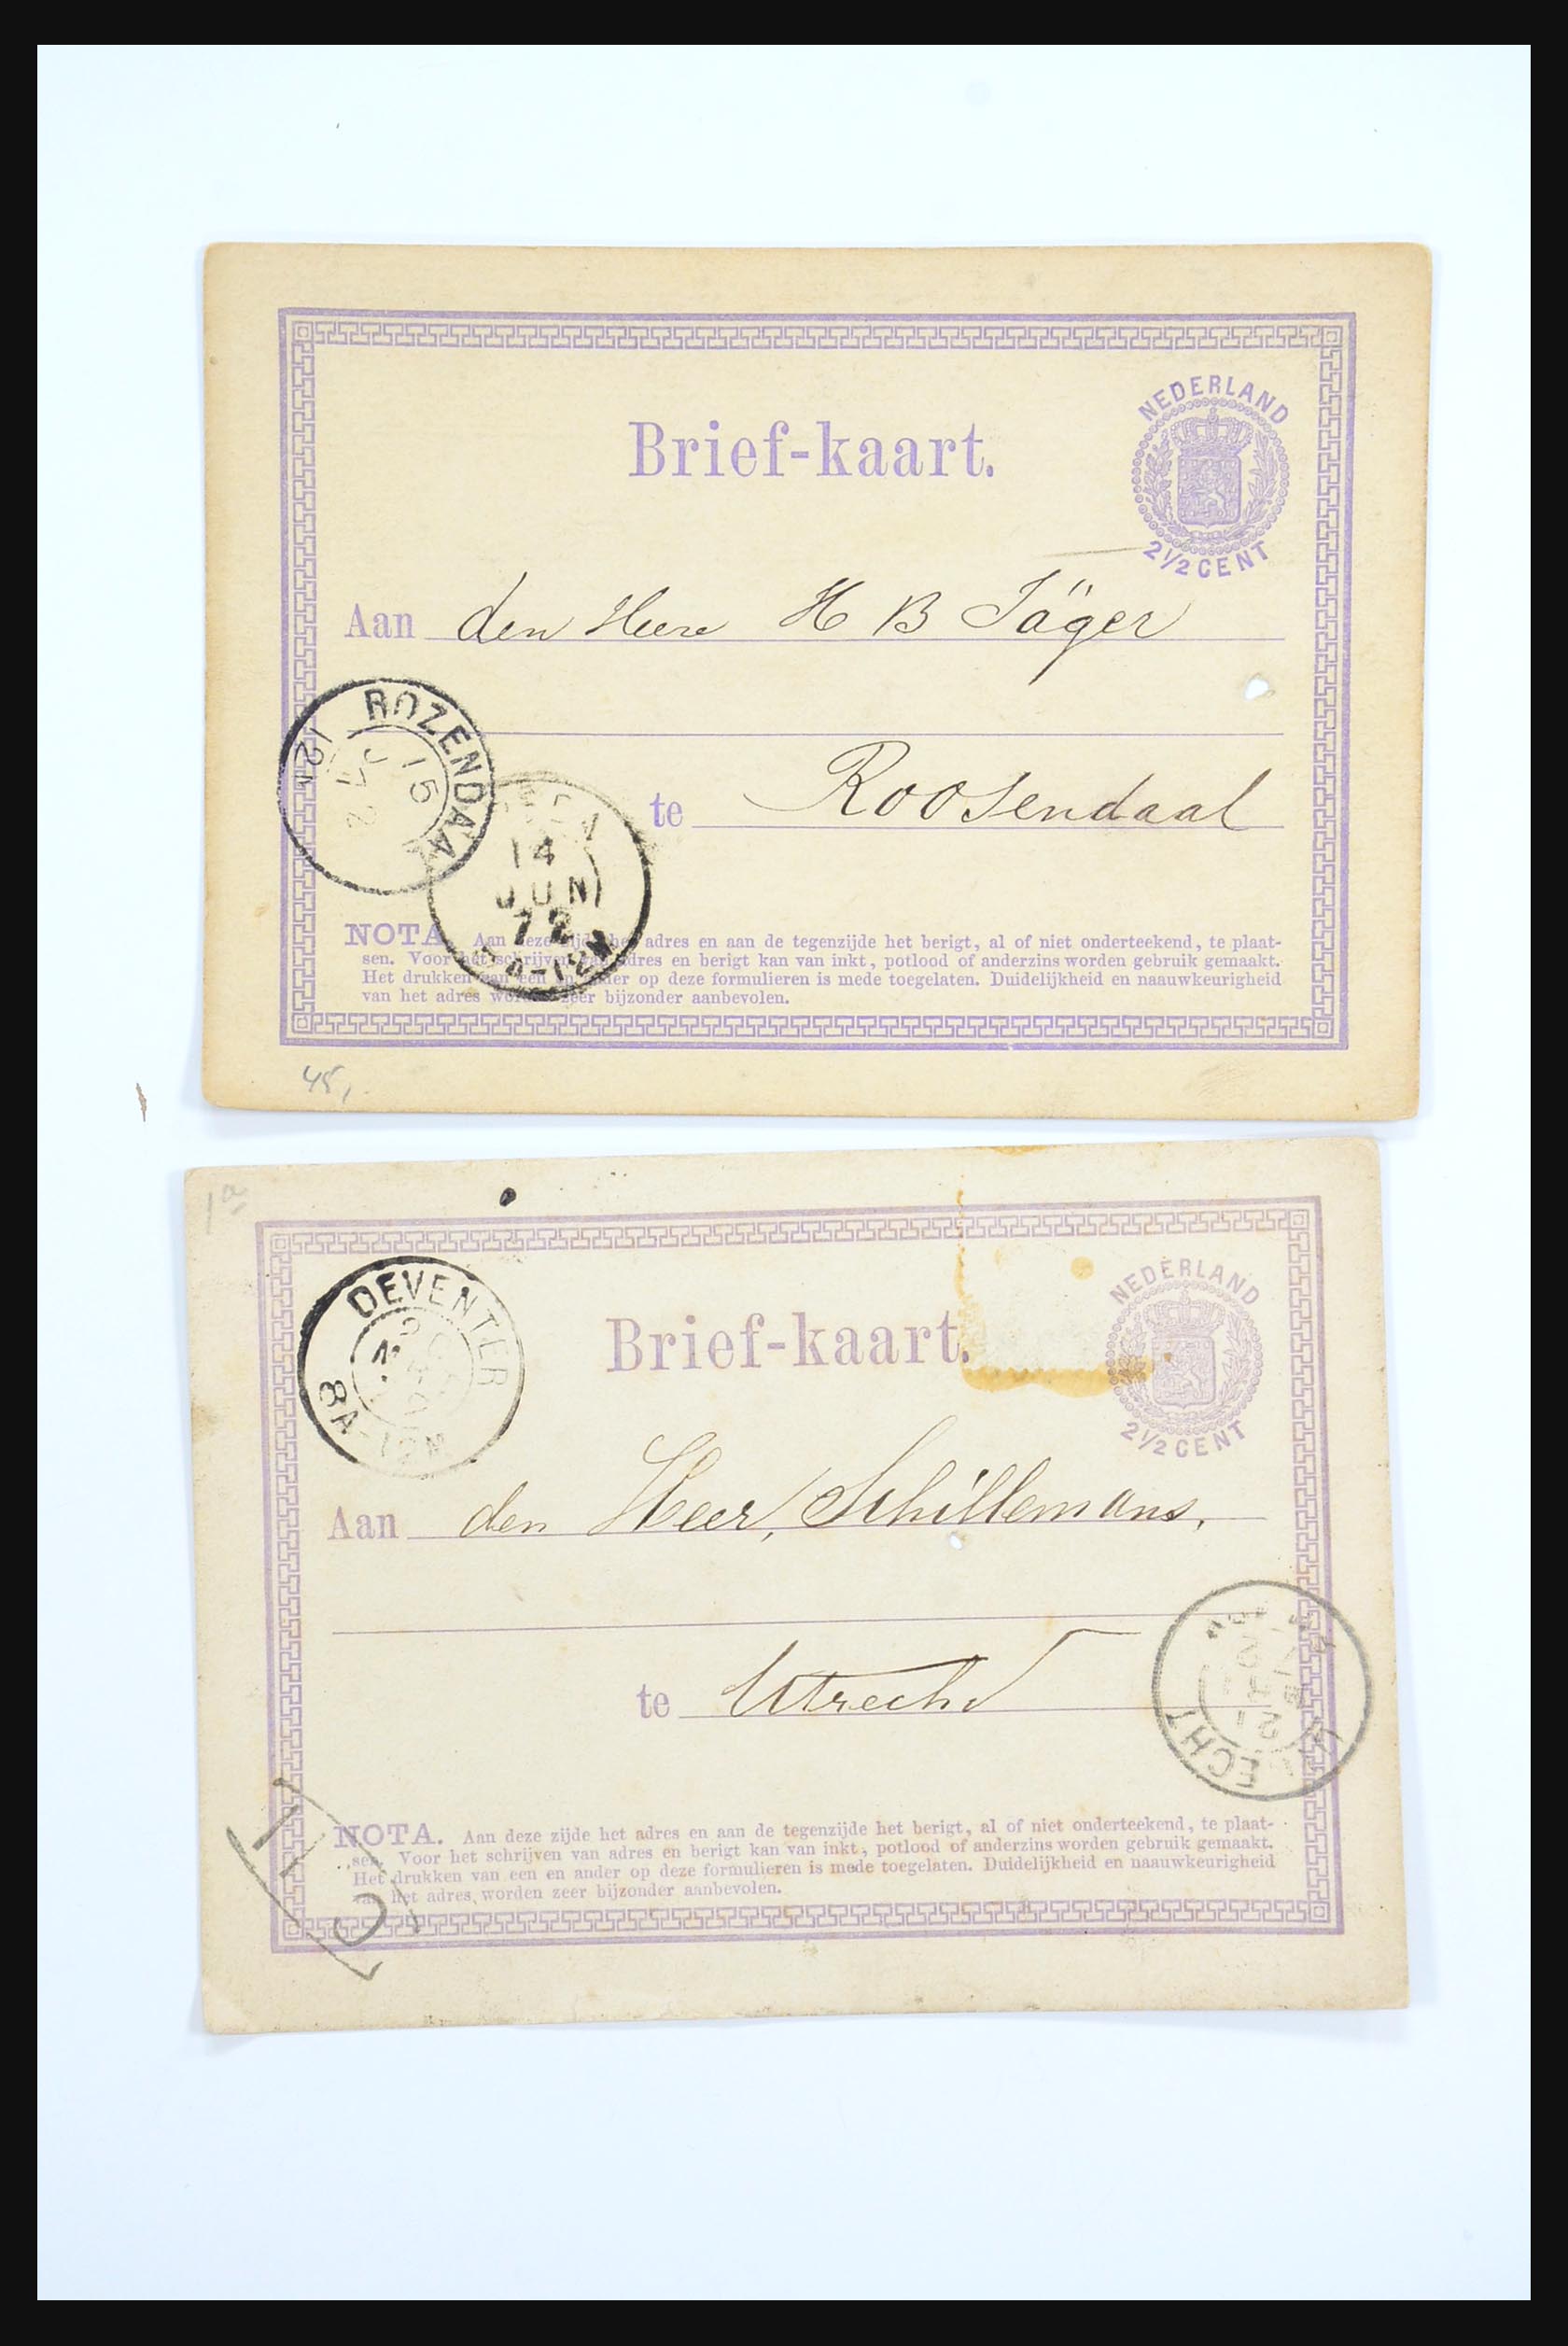 NEDERLAND
Brief-kaart.
2½ CENT
Aan den Heere H B Jäger
ROZENDAAL
15
72
12
te Roosendaal
14
JUN
72
NOTA. Aan deze zijde het adres en aan de tegenzijde het berigt, al of niet onderteekend, te plaat-
sen. Voor het schrijven van adres en berigt kan van inkt, potlood of anderzins worden gebruik gemaakt.
Het drukken van een en ander op deze formulieren is mede toegelaten. Duidelijkheid en naauwkeurigheid
van het adres worden zeer bijzonder aanbevolen.
45,
1a
DEVENTER
8A-12M
NEDERLAND
Brief-kaart.
2½ CENT
Aan den Heer, Schillemans.
te Utrecht
UTRECHT
21
NOTA. Aan deze zijde het adres en aan de tegenzijde het berigt, al of niet onderteekend, te plaat-
sen. Voor het schrijven van adres en berigt kan van inkt, potlood of anderzins worden gebruik gemaakt.
Het drukken van een en ander op deze formulieren is mede toegelaten. Duidelijkheid en naauwkeurigheid
van het adres worden zeer bijzonder aanbevolen.